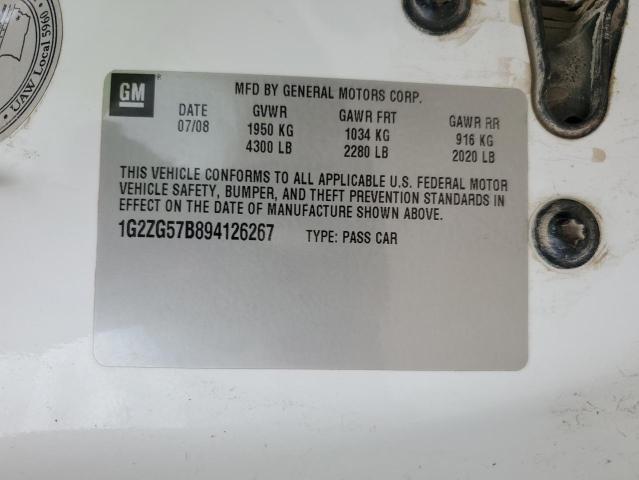 UAW Local 5960
GM ®
MFD BY GENERAL MOTORS CORP.
DATE GVWR GAWR FRT GAWR RR
07/08 1950 KG 1034 KG 916 KG
4300 LB 2280 LB 2020 LB
THIS VEHICLE CONFORMS TO ALL APPLICABLE U.S. FEDERAL MOTOR
VEHICLE SAFETY, BUMPER, AND THEFT PREVENTION STANDARDS IN
EFFECT ON THE DATE OF MANUFACTURE SHOWN ABOVE.
1G2ZG57B894126267 TYPE: PASS CAR